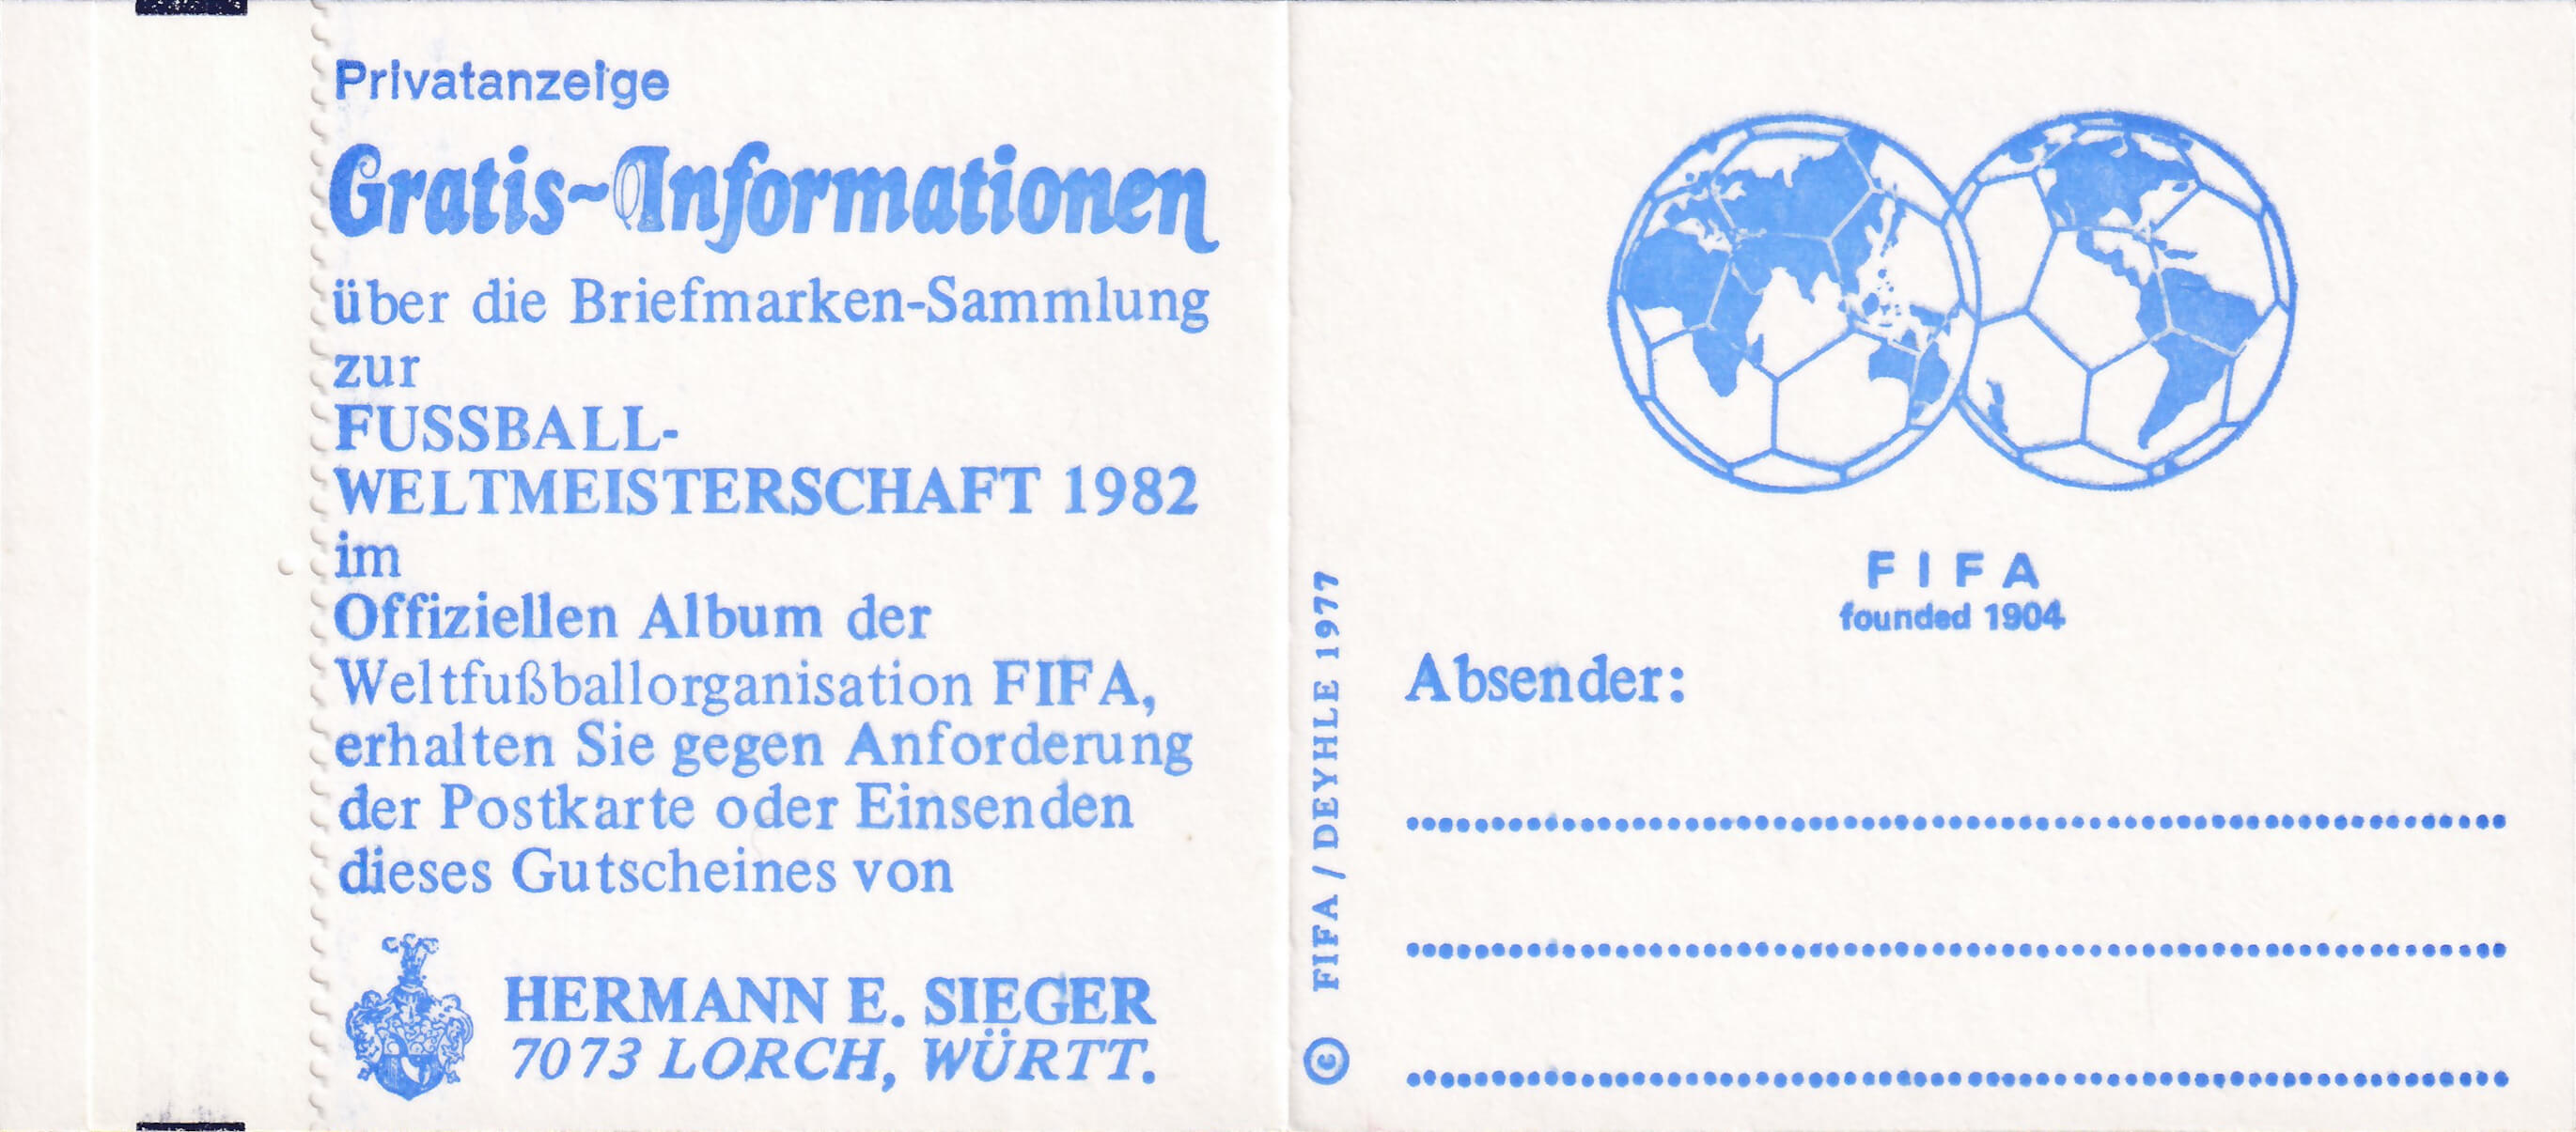 Privatanzeige
Gratis-Informationen
über die Briefmarken-Sammlung
zur
FUSSBALL-
WELTMEISTERSCHAFT 1982
im
Offiziellen Album der
Weltfußballorganisation FIFA,
erhalten Sie gegen Anforderung
der Postkarte oder Einsenden
dieses Gutscheines von
HERMANN E. SIEGER
7073 LORCH, WÜRTT.
© FIFA / DEYHLE 1977
FIFA
founded 1904
Absender: